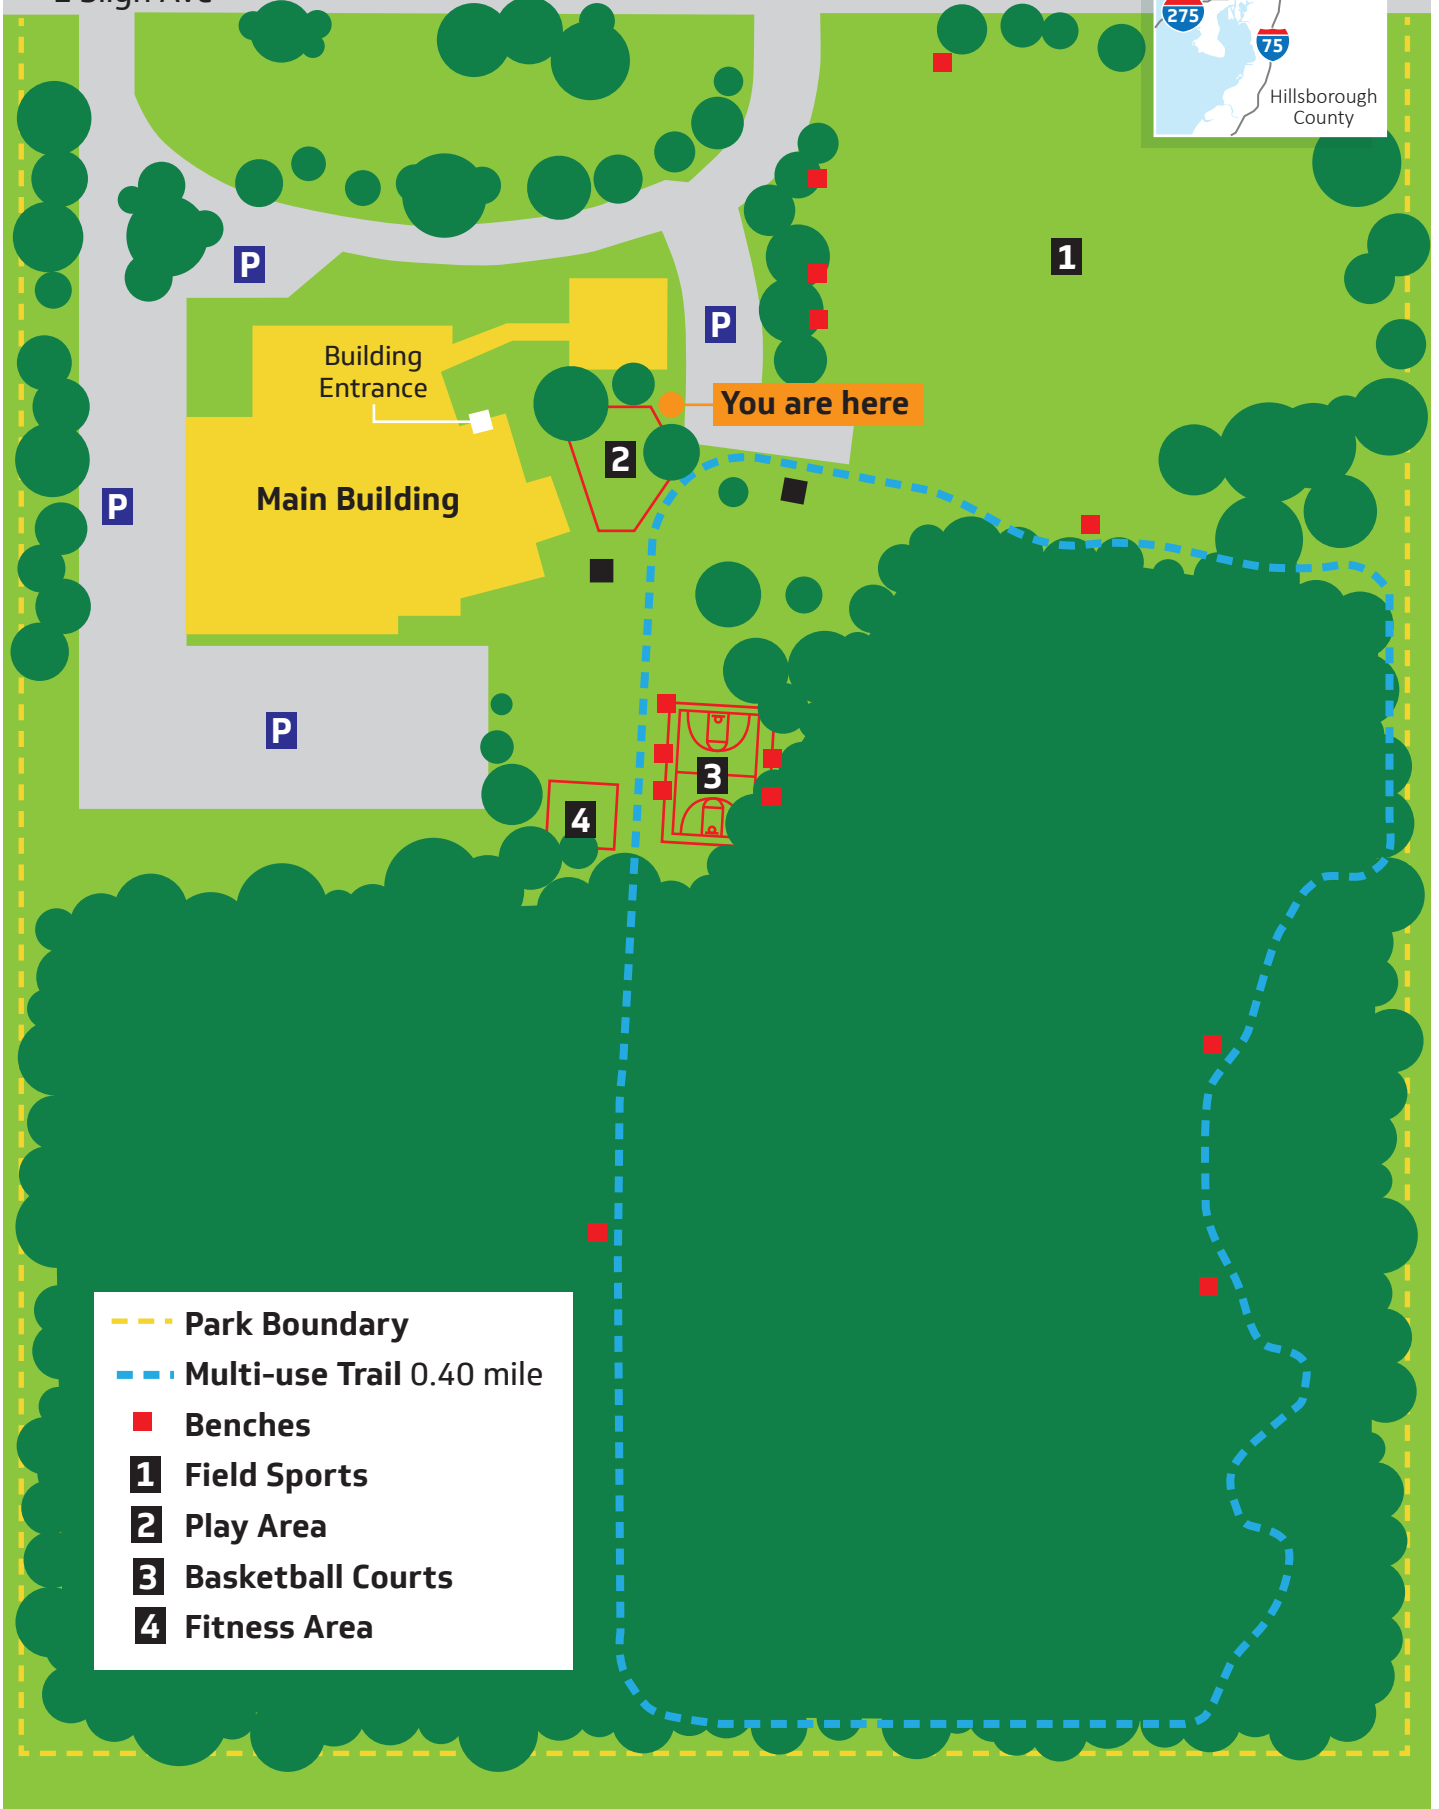 275
75
Hillsborough
County
P
1
P
Building
Entrance
You are here
2
Main Building
P
P
3
4
Park Boundary
Multi-use Trail 0.40 mile
Benches
1 Field Sports
2 Play Area
3 Basketball Courts
4 Fitness Area